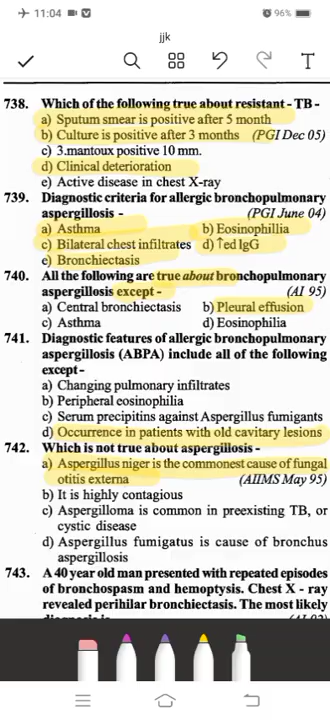 11:04
96%
jjk
T
738. Which of the following true about resistant - TB -
a) Sputum smear is positive after 5 month
b) Culture is positive after 3 months (PGI Dec 05)
c) 3.mantoux positive 10 mm.
d) Clinical deterioration
e) Active disease in chest X-ray
739. Diagnostic criteria for allergic bronchopulmonary
aspergillosis - (PGI June 04)
a) Asthma b) Eosinophillia
c) Bilateral chest infiltrates d) ↑ed IgG
e) Bronchiectasis
740. All the following are true about bronchopulmonary
aspergillosis except - (AI 95)
a) Central bronchiectasis b) Pleural effusion
c) Asthma d) Eosinophilia
741. Diagnostic features of allergic bronchopulmonary
aspergillosis (ABPA) include all of the following
except -
a) Changing pulmonary infiltrates
b) Peripheral eosinophilia
c) Serum precipitins against Aspergillus fumigants
d) Occurrence in patients with old cavitary lesions
742. Which is not true about aspergillosis -
a) Aspergillus niger is the commonest cause of fungal
otitis externa (AIIMS May 95)
b) It is highly contagious
c) Aspergilloma is common in preexisting TB, or
cystic disease
d) Aspergillus fumigatus is cause of bronchus
aspergillosis
743. A 40 year old man presented with repeated episodes
of bronchospasm and hemoptysis. Chest X - ray
revealed perihilar bronchiectasis. The most likely